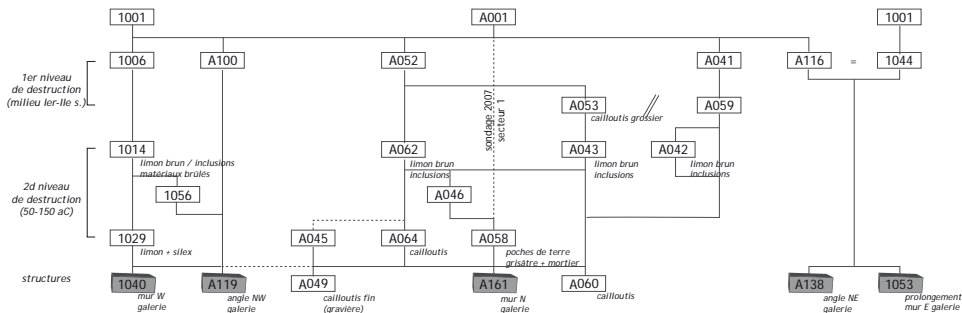 1001
A001
1001
1er niveau
de destruction
(milieu Ier-IIe s.)
1006
A100
A052
A041
A116
=
1044
sondage 2007
secteur 1
A053
cailloutis grossier
A059
2d niveau
de destruction
(50-150 aC)
1014
limon brun / inclusions
matériaux brûlés
A062
limon brun
inclusions
A043
limon brun
inclusions
A042
limon brun
inclusions
1056
A046
1029
limon + silex
A045
A064
cailloutis
A058
poches de terre
grisâtre + mortier
structures
1040
mur W
galerie
A119
angle NW
galerie
A049
cailloutis fin
(gravière)
A161
mur N
galerie
A060
cailloutis
A138
angle NE
galerie
1053
prolongement
mur E galerie